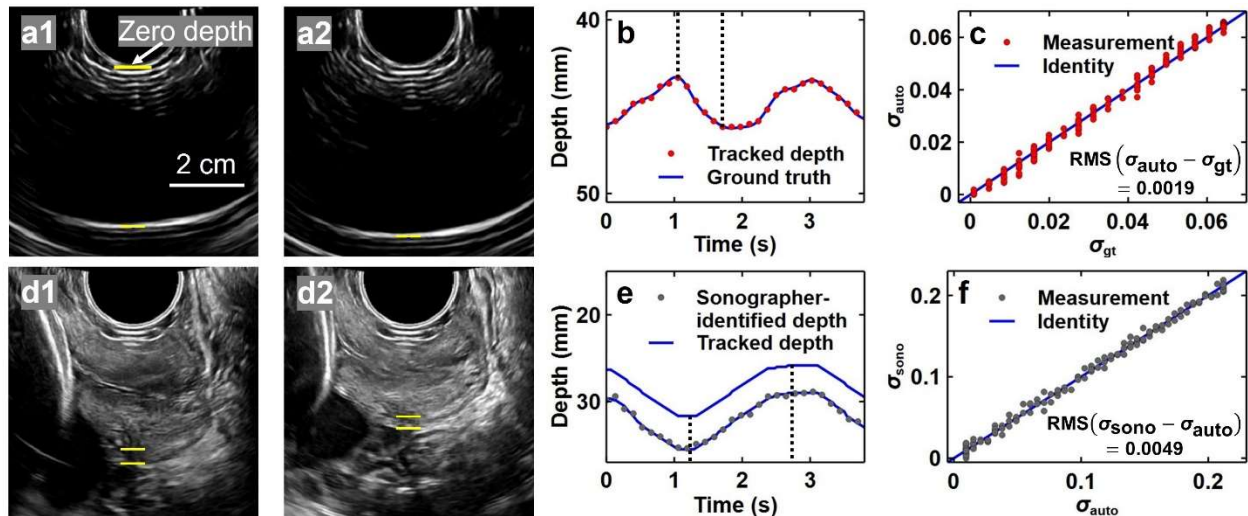 a1
Zero depth
2 cm
a2
b
40
50
Depth (mm)
Tracked depth
Ground truth
0
1
2
3
Time (s)
c
0.06
0.04
0.02
0
σauto
Measurement
Identity
RMS(σauto − σgt)
= 0.0019
0
0.02
0.04
0.06
σgt
d1
d2
e
20
30
Depth (mm)
Sonographer-
identified depth
Tracked depth
0
1
2
3
Time (s)
f
0.2
0.1
0
σsono
Measurement
Identity
RMS(σsono − σauto)
= 0.0049
0
0.1
0.2
σauto